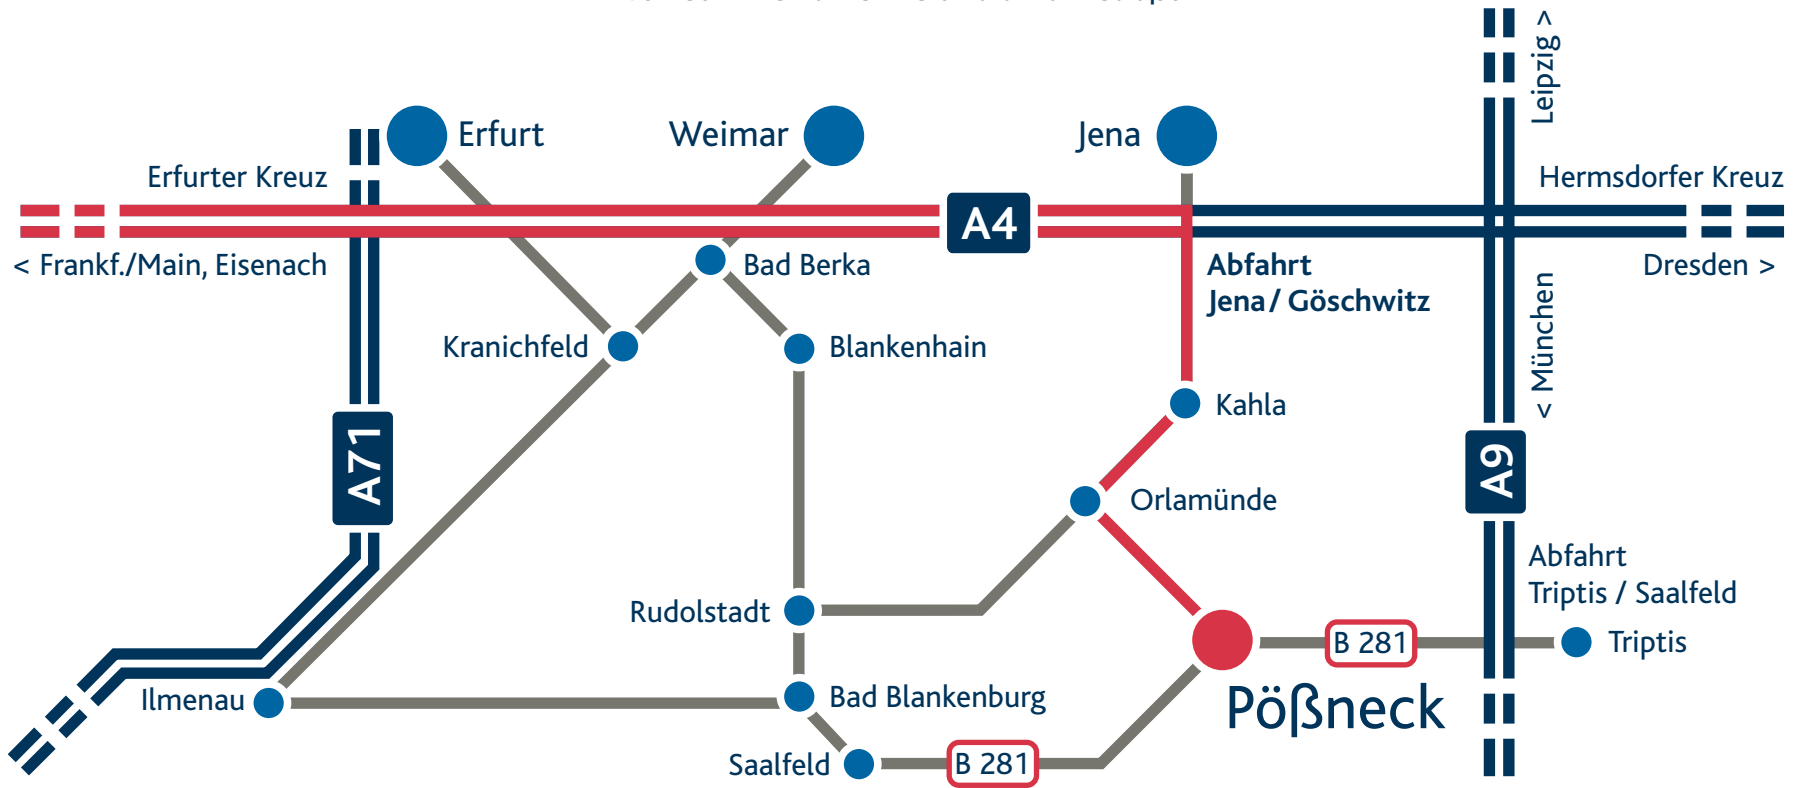 Leipzig >
Erfurt
Weimar
Jena
Erfurter Kreuz
Hermsdorfer Kreuz
A4
< Frankf./Main, Eisenach
Bad Berka
Abfahrt
Jena / Göschwitz
Dresden >
< München
Kranichfeld
Blankenhain
Kahla
A71
A9
Orlamünde
Abfahrt
Triptis / Saalfeld
Rudolstadt
B 281
Triptis
Ilmenau
Bad Blankenburg
Pößneck
Saalfeld
B 281